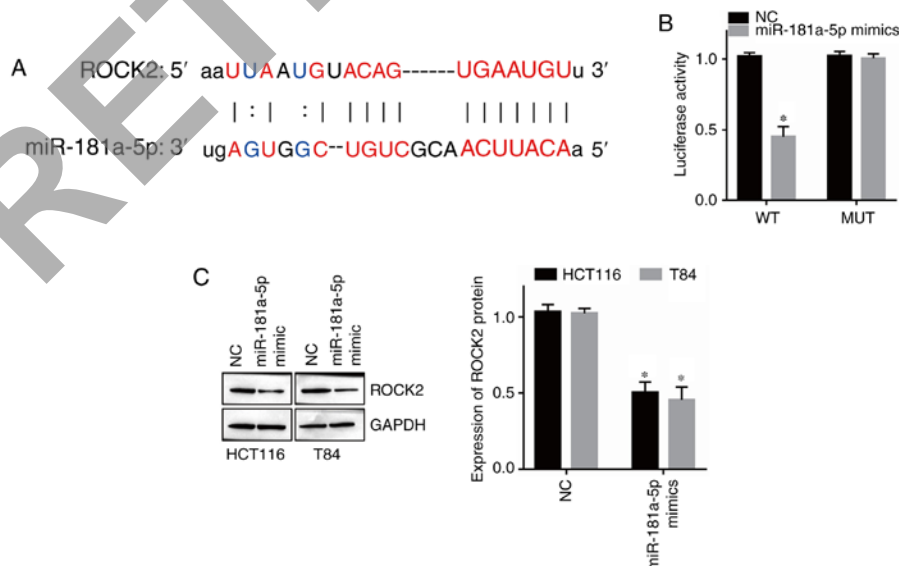 A
ROCK2: 5′ aaUUAAUGUACAG------UGAAUGUu 3′
miR-181a-5p: 3′ ugAGUGGC--UGUCGCAACUUACAa 5′
B
NC
miR-181a-5p mimics
Luciferase activity
1.0
0.5
0.0
*
WT MUT
C
NC
miR-181a-5p
mimic
NC
miR-181a-5p
mimic
ROCK2
GAPDH
HCT116 T84
HCT116 T84
Expression of ROCK2 protein
1.0
0.5
0.0
* *
NC
miR-181a-5p
mimics
RET